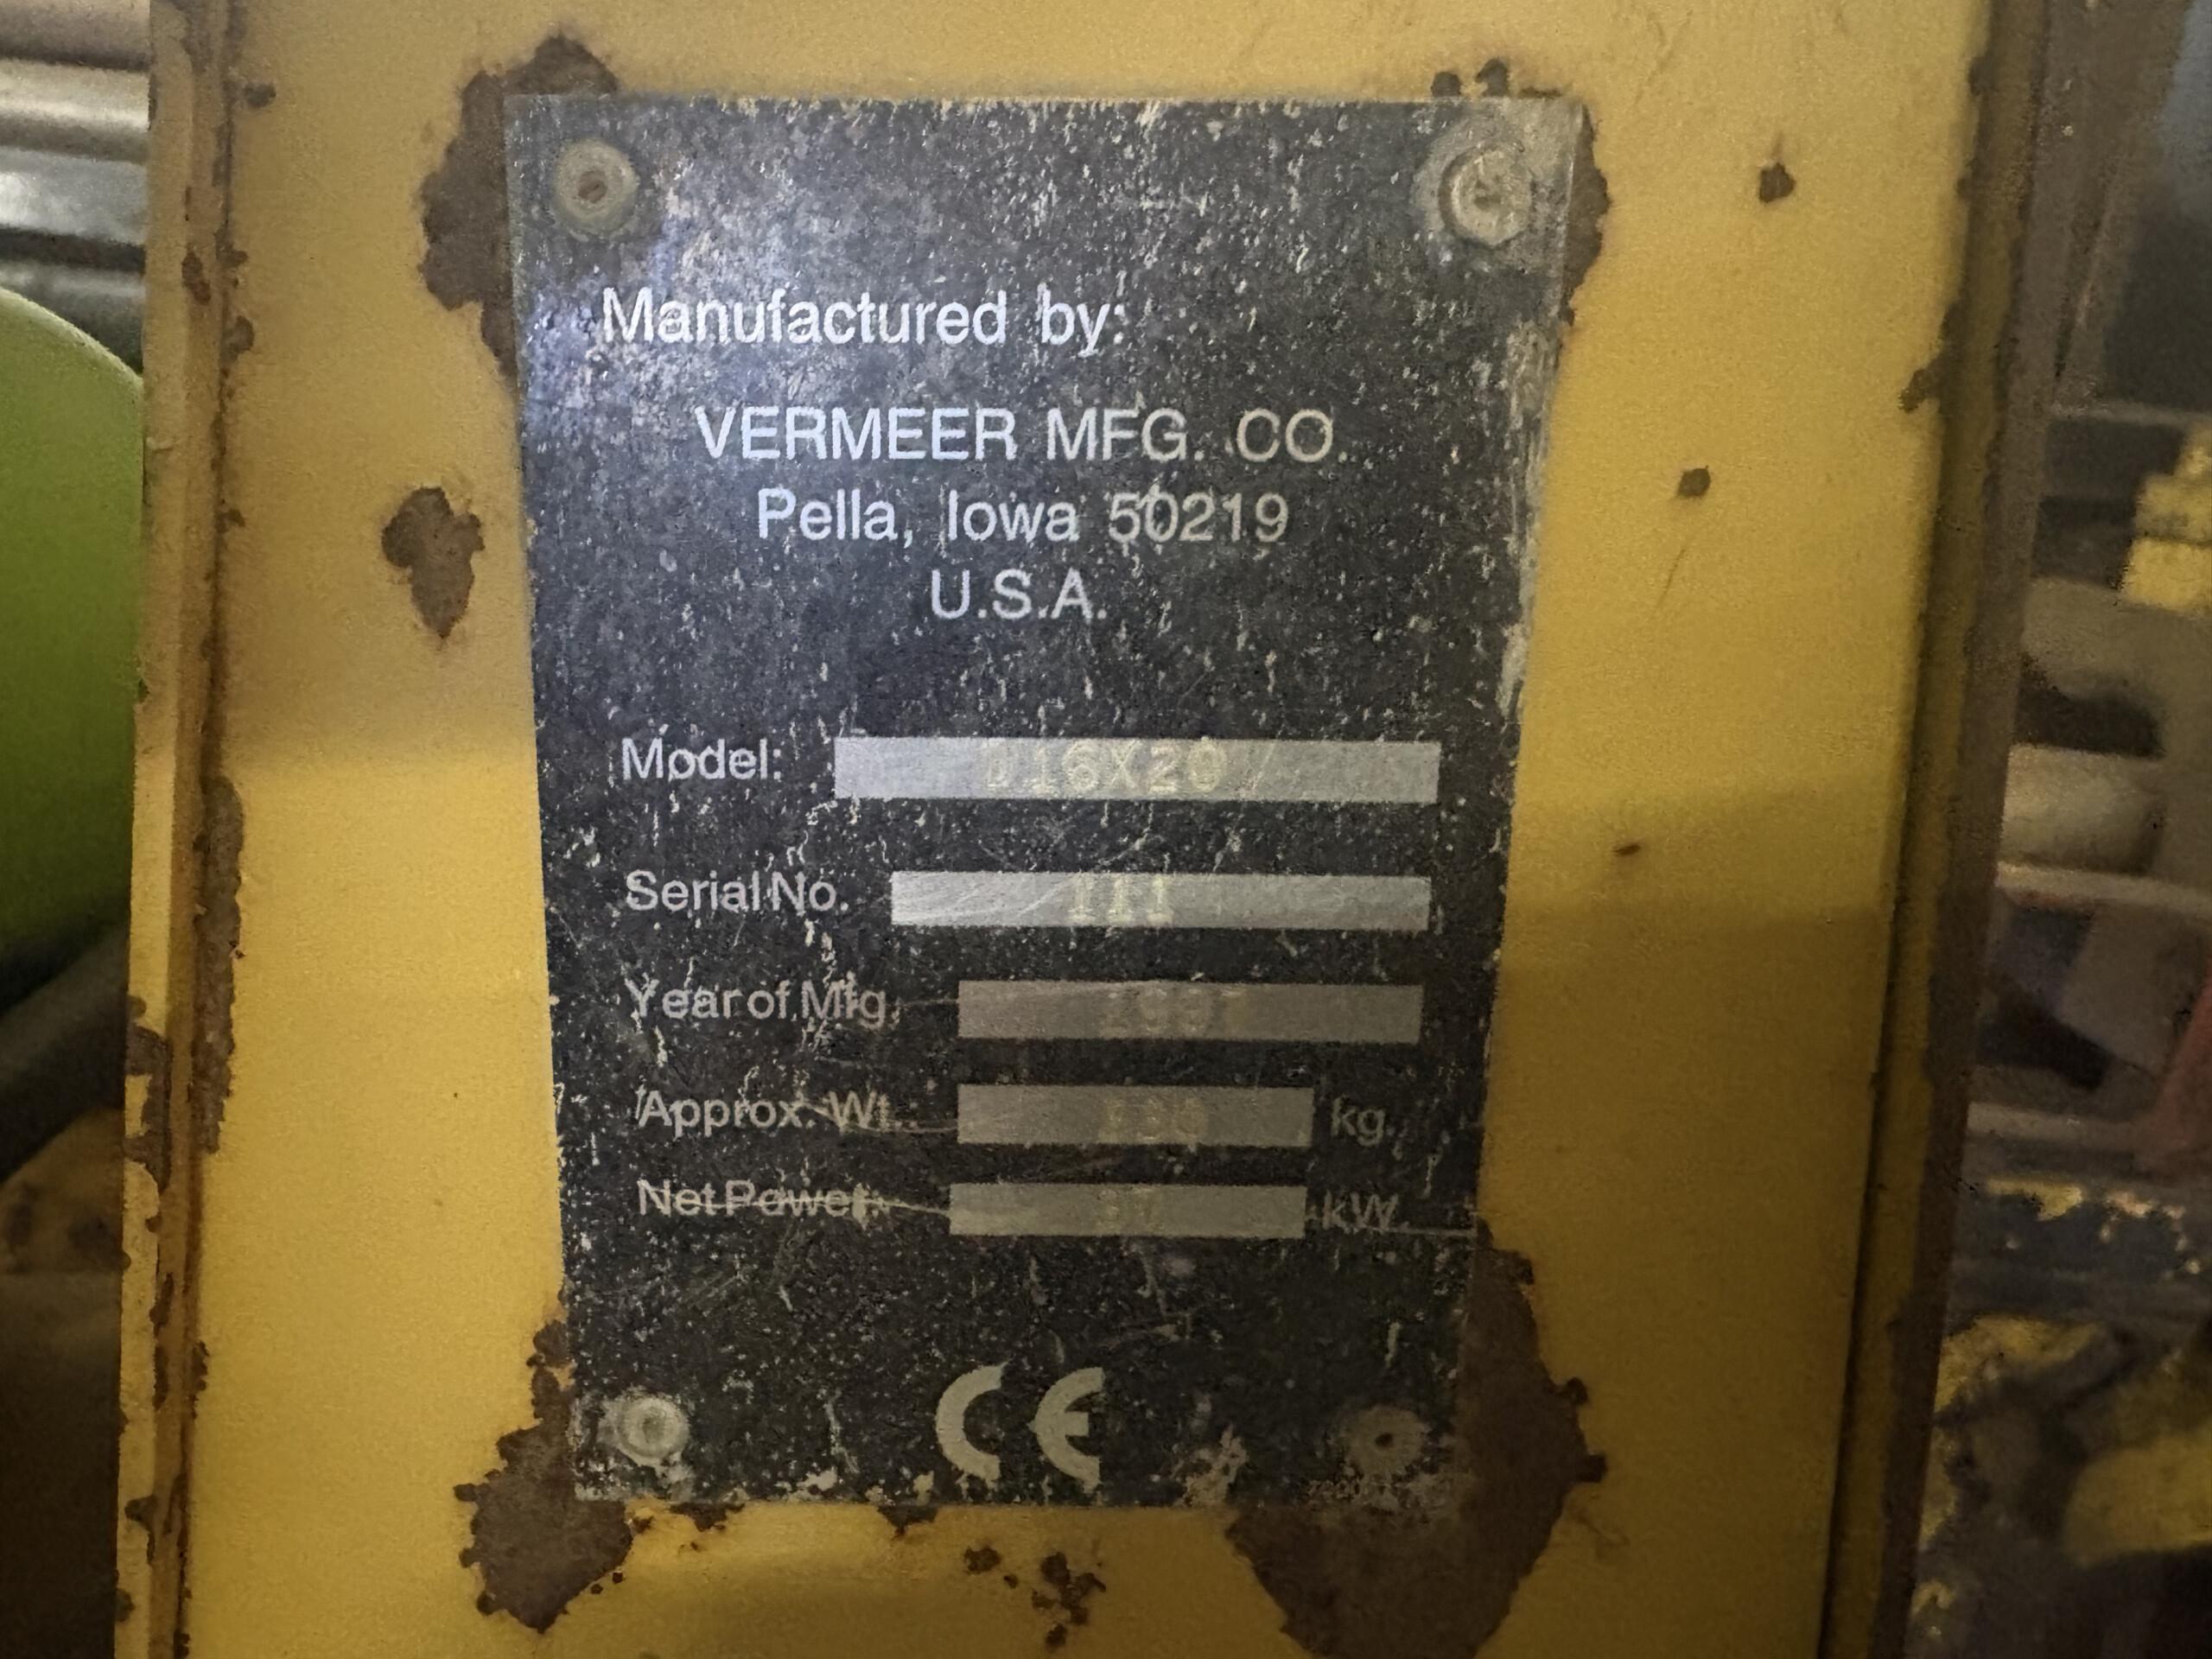 Manufactured by:
VERMEER MFG. CO.
Pella, Iowa 50219
U.S.A.
Model: D16X20
Serial No. 111
Year of Mfg.
Approx. Wt.: kg.
Net Power: kW.
CE